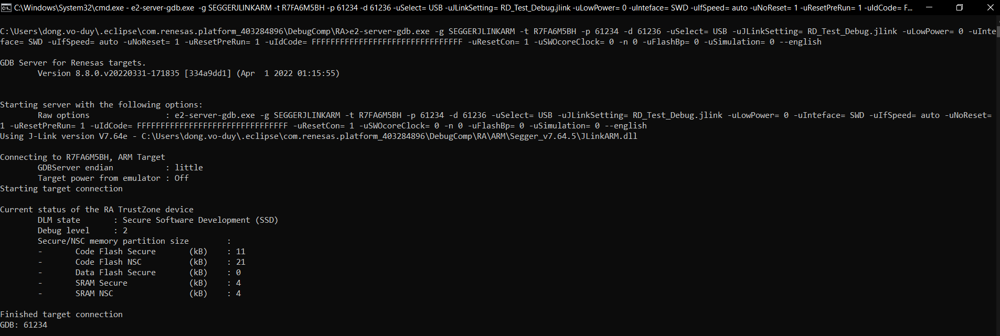 C:\Windows\System32\cmd.exe - e2-server-gdb.exe  -g SEGGERJLINKARM -t R7FA6M5BH -p 61234 -d 61236 -uSelect= USB -uJLinkSetting= RD_Test_Debug.jlink -uLowPower= 0 -uInteface= SWD -uIfSpeed= auto -uNoReset= 1 -uResetPreRun= 1 -uIdCode= F...
C:\Users\dong.vo-duy\.eclipse\com.renesas.platform_403284896\DebugComp\RA>e2-server-gdb.exe -g SEGGERJLINKARM -t R7FA6M5BH -p 61234 -d 61236 -uSelect= USB -uJLinkSetting= RD_Test_Debug.jlink -uLowPower= 0 -uInte
face= SWD -uIfSpeed= auto -uNoReset= 1 -uResetPreRun= 1 -uIdCode= FFFFFFFFFFFFFFFFFFFFFFFFFFFFFFFF -uResetCon= 1 -uSWOcoreClock= 0 -n 0 -uFlashBp= 0 -uSimulation= 0 --english
GDB Server for Renesas targets.
Version 8.8.0.v20220331-171835 [334a9dd1] (Apr  1 2022 01:15:55)
Starting server with the following options:
Raw options : e2-server-gdb.exe -g SEGGERJLINKARM -t R7FA6M5BH -p 61234 -d 61236 -uSelect= USB -uJLinkSetting= RD_Test_Debug.jlink -uLowPower= 0 -uInteface= SWD -uIfSpeed= auto -uNoReset=
1 -uResetPreRun= 1 -uIdCode= FFFFFFFFFFFFFFFFFFFFFFFFFFFFFFFF -uResetCon= 1 -uSWOcoreClock= 0 -n 0 -uFlashBp= 0 -uSimulation= 0 --english
Using J-Link version V7.64e - C:\Users\dong.vo-duy\.eclipse\com.renesas.platform_403284896\DebugComp\RA\ARM\Segger_v7.64.5\JLinkARM.dll
Connecting to R7FA6M5BH, ARM Target
GDBServer endian : little
Target power from emulator : Off
Starting target connection
Current status of the RA TrustZone device
DLM state : Secure Software Development (SSD)
Debug level : 2
Secure/NSC memory partition size :
- Code Flash Secure (kB) : 11
- Code Flash NSC (kB) : 21
- Data Flash Secure (kB) : 0
- SRAM Secure (kB) : 4
- SRAM NSC (kB) : 4
Finished target connection
GDB: 61234